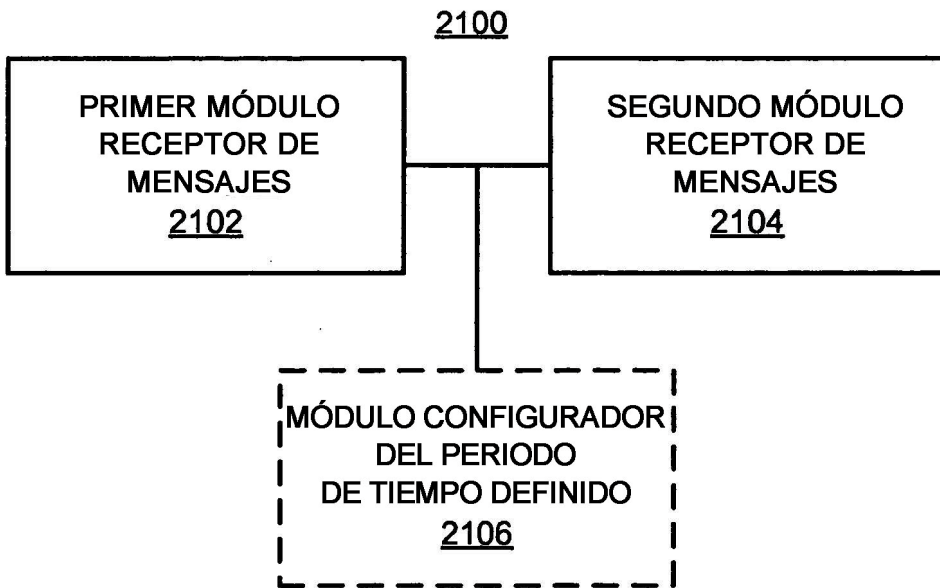 2100
PRIMER MÓDULO
RECEPTOR DE
MENSAJES
2102
SEGUNDO MÓDULO
RECEPTOR DE
MENSAJES
2104
MÓDULO CONFIGURADOR
DEL PERIODO
DE TIEMPO DEFINIDO
2106